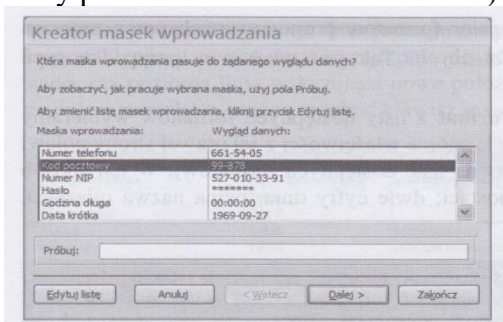 Kreator masek wprowadzania
Która maska wprowadzania pasuje do żądanego wyglądu danych?
Aby zobaczyć, jak pracuje wybrana maska, użyj pola Próbuj.
Aby zmienić listę masek wprowadzania, kliknij przycisk Edytuj listę.
Maska wprowadzania: Wygląd danych:
Numer telefonu 661-54-05
Kod pocztowy 99-878
Numer NIP 527-010-33-91
Hasło *******
Godzina długa 00:00:00
Data krótka 1969-09-27
Próbuj:
Edytuj listę Anuluj < Wstecz Dalej > Zakończ